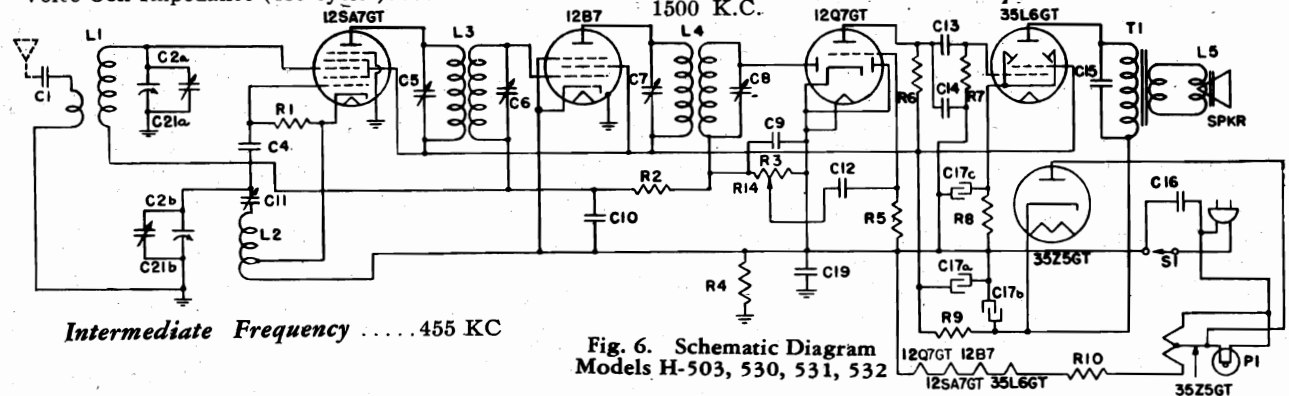 1500 K.C.
12SA7GT
12B7
12Q7GT
35L6GT
L1
L3
L4
C13
T1
L5
C1
C2a
C21a
C5
C6
C7
C8
C14
R6
R7
C15
SPKR
R1
C4
C9
R3
R14
C12
R2
C17c
C16
C2b
C11
L2
C10
R5
R8
35Z5GT
S1
C21b
R4
C19
C17a
C17b
R9
Intermediate Frequency .....455 KC
Fig. 6. Schematic Diagram
Models H-503, 530, 531, 532
12Q7GT 12B7
12SA7GT 35L6GT
R10
P1
35Z5GT